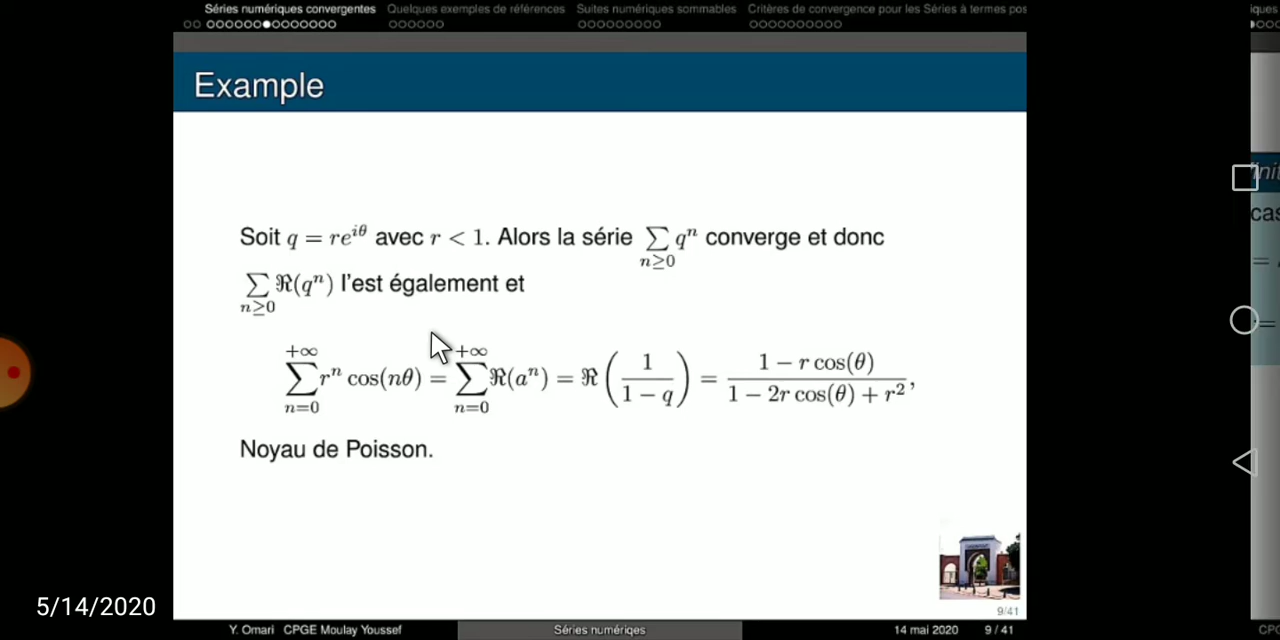 Séries numériques convergentes Quelques exemples de références Suites numériques sommables Critères de convergence pour les Séries à termes pos
Example
Soit q = re^{iθ} avec r < 1. Alors la série ∑_{n≥0} q^n converge et donc
∑_{n≥0} ℜ(q^n) l'est également et
∑_{n=0}^{+∞} r^n cos(nθ) = ∑_{n=0}^{+∞} ℜ(a^n) = ℜ(1/(1 − q)) = (1 − r cos(θ))/(1 − 2r cos(θ) + r^2),
Noyau de Poisson.
9/41
5/14/2020
Y. Omari CPGE Moulay Youssef Séries numériqes 14 mai 2020 9 / 41